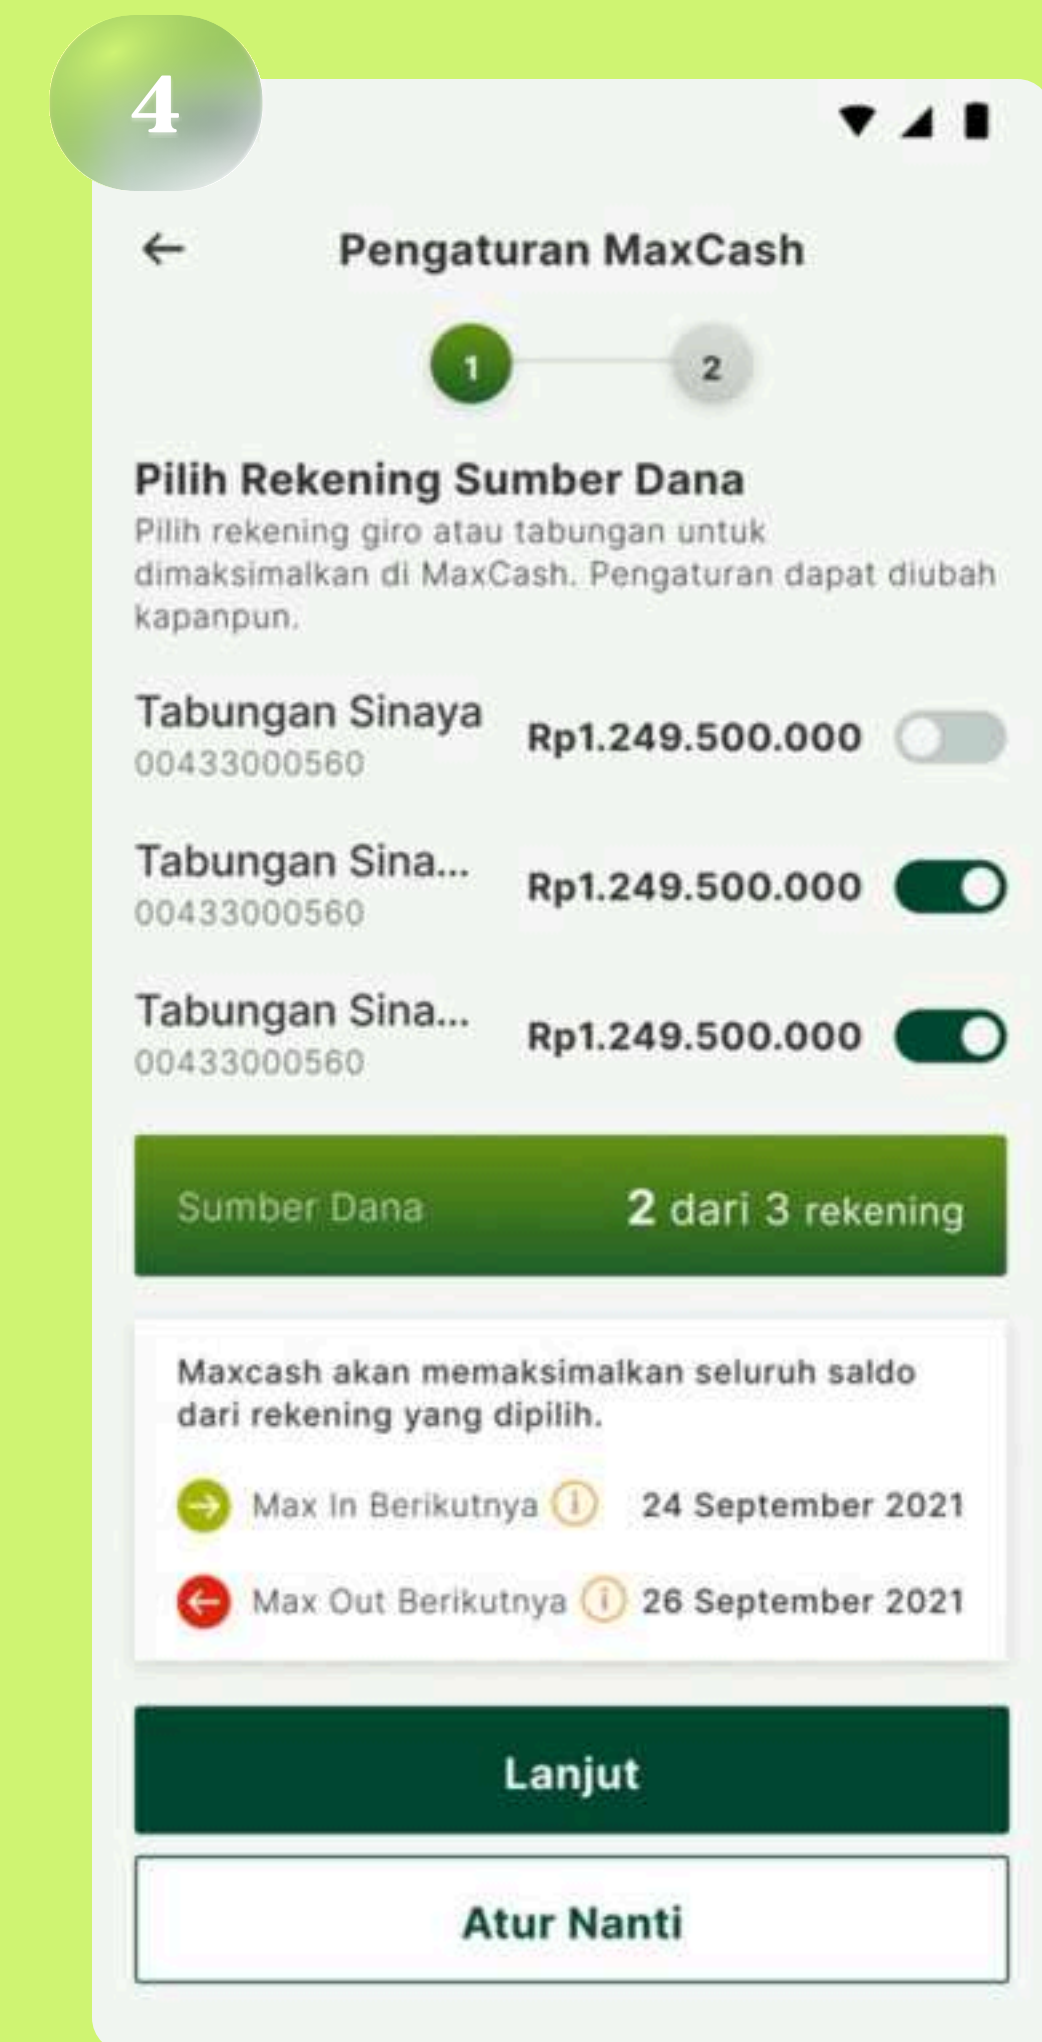 4
Pengaturan MaxCash
1 2
Pilih Rekening Sumber Dana
Pilih rekening giro atau tabungan untuk
dimaksimalkan di MaxCash. Pengaturan dapat diubah
kapanpun.
Tabungan Sinaya Rp1.249.500.000
00433000560
Tabungan Sina... Rp1.249.500.000
00433000560
Tabungan Sina... Rp1.249.500.000
00433000560
Sumber Dana 2 dari 3 rekening
Maxcash akan memaksimalkan seluruh saldo
dari rekening yang dipilih.
Max In Berikutnya i 24 September 2021
Max Out Berikutnya i 26 September 2021
Lanjut
Atur Nanti